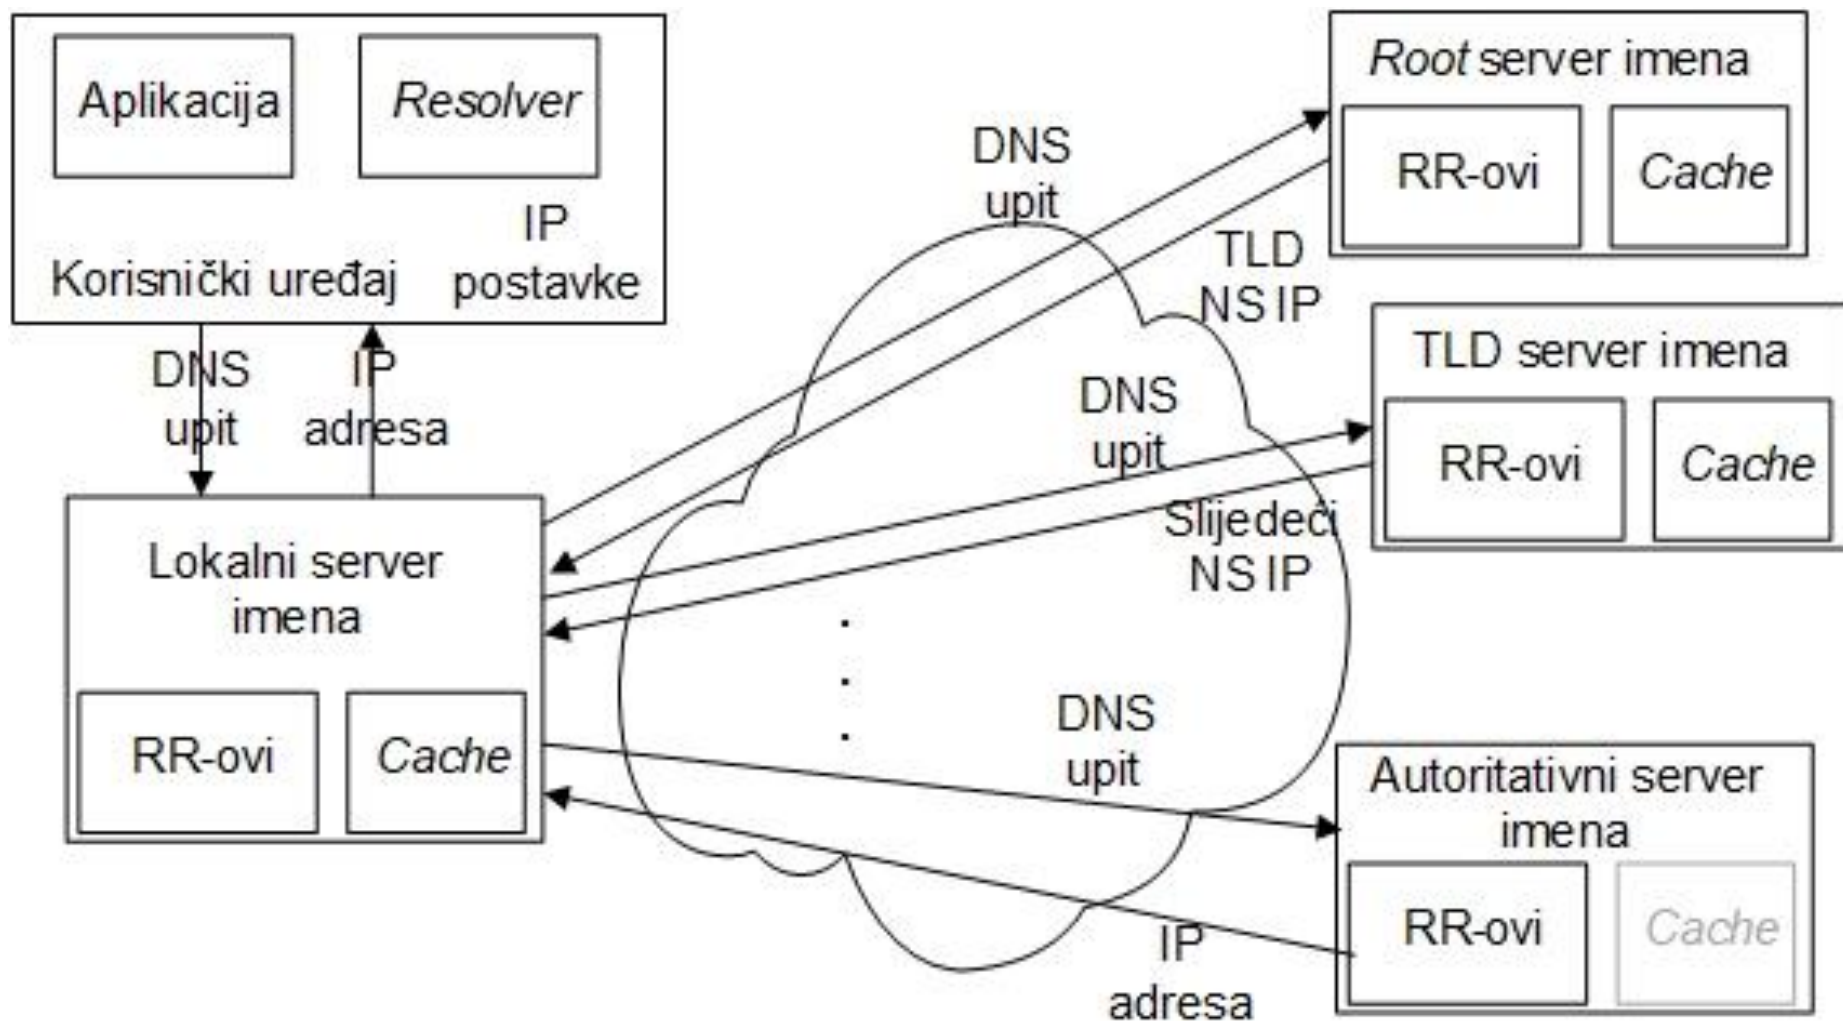 Aplikacija
Resolver
IP
postavke
Korisnički uređaj
DNS
upit
IP
adresa
Lokalni server
imena
RR-ovi
Cache
DNS
upit
TLD
NS IP
Root server imena
RR-ovi
Cache
DNS
upit
Slijedeći
NS IP
TLD server imena
RR-ovi
Cache
.
.
.
DNS
upit
IP
adresa
Autoritativni server
imena
RR-ovi
Cache